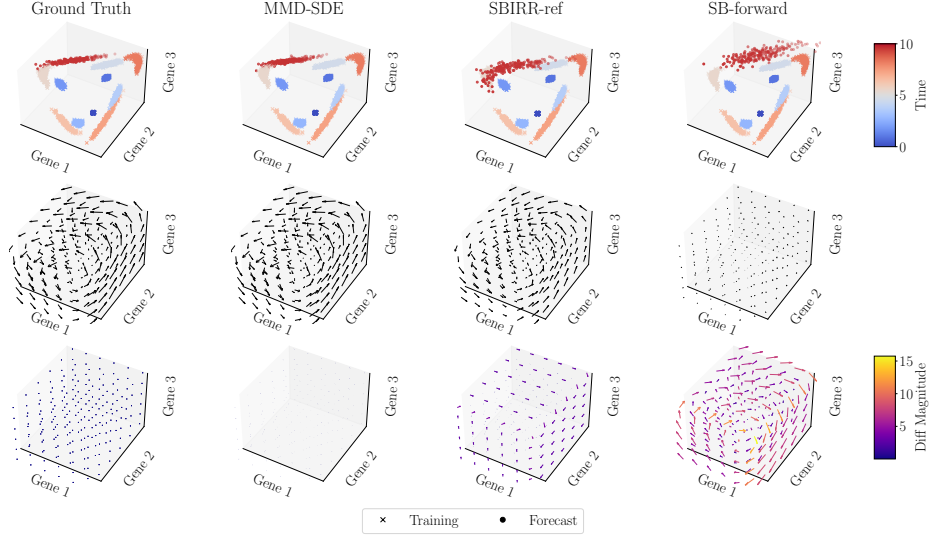 Ground Truth
MMD-SDE
SBIRR-ref
SB-forward
Gene 1
Gene 2
Gene 3
Gene 1
Gene 2
Gene 3
Gene 1
Gene 2
Gene 3
Gene 1
Gene 2
Gene 3
10
5
0
Time
Gene 1
Gene 2
Gene 3
Gene 1
Gene 2
Gene 3
Gene 1
Gene 2
Gene 3
Gene 1
Gene 2
Gene 3
Gene 1
Gene 2
Gene 3
Gene 1
Gene 2
Gene 3
Gene 1
Gene 2
Gene 3
Gene 1
Gene 2
Gene 3
15
10
5
Diff Magnitude
Training
Forecast